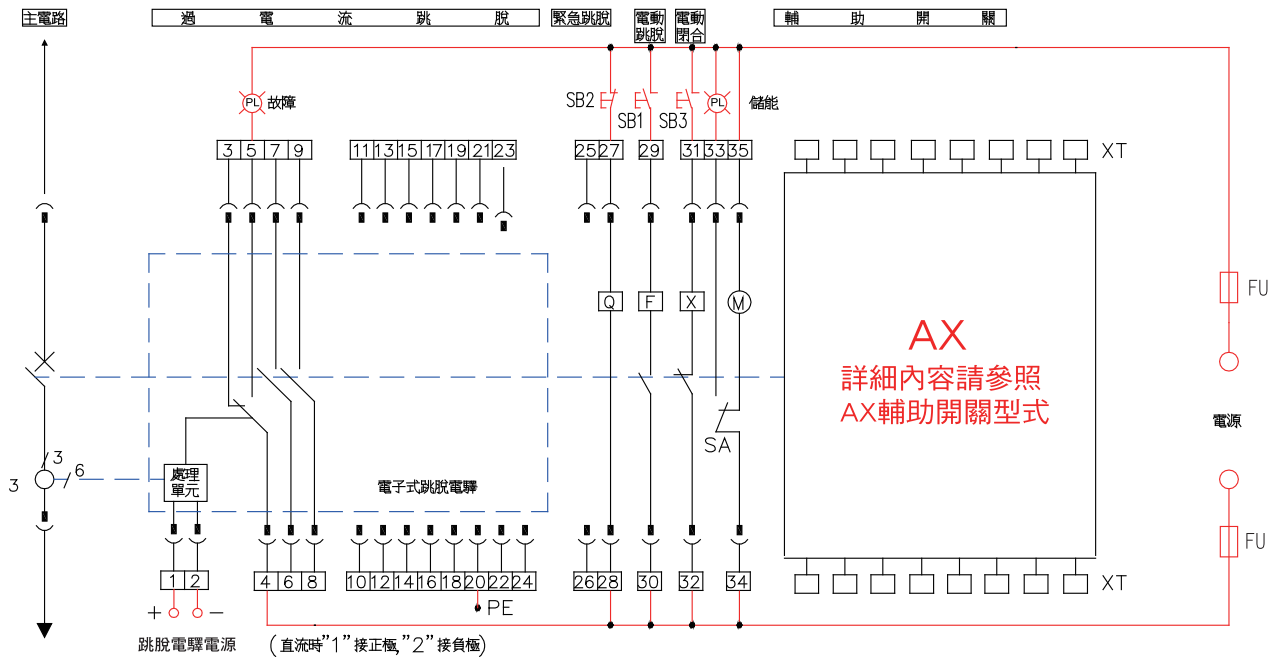 主電路
過電流跳脫
緊急跳脫
電動跳脫
電動閉合
輔助開關
PL 故障
SB2
SB1
SB3
PL 儲能
3 5 7 9
11 13 15 17 19 21 23
25 27
29
31 33 35
XT
Q
F
X
M
FU
AX
詳細內容請參照
AX輔助開關型式
電源
SA
3
3
6
處理
單元
電子式跳脫電驛
FU
1 2
4 6 8
10 12 14 16 18 20 22 24
26 28
30
32
34
XT
PE
+ −
跳脫電驛電源
(直流時"1"接正極,"2"接負極)